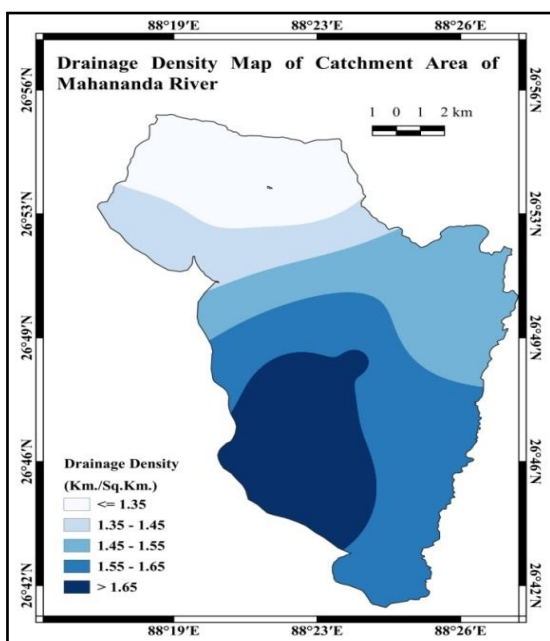 88°19'E 88°23'E 88°26'E
Drainage Density Map of Catchment Area of
Mahananda River
1 0 1 2 km
26°56'N 26°56'N
26°53'N 26°53'N
26°49'N 26°49'N
26°46'N 26°46'N
26°42'N 26°42'N
Drainage Density
(Km./Sq.Km.)
<= 1.35
1.35 - 1.45
1.45 - 1.55
1.55 - 1.65
> 1.65
88°19'E 88°23'E 88°26'E